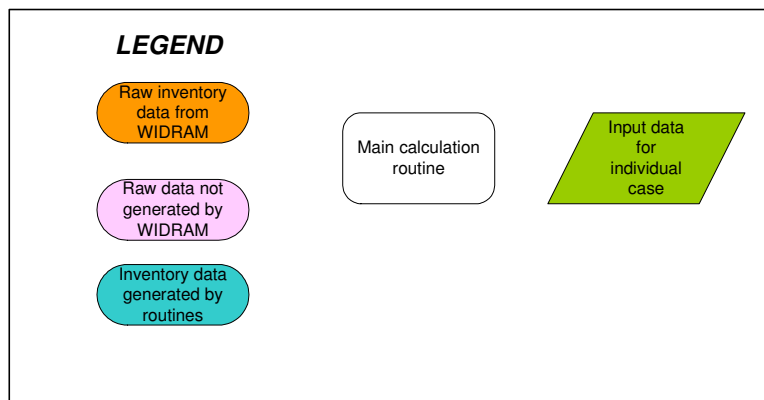 LEGEND
Raw inventory
data from
WIDRAM
Main calculation
routine
Input data
for
individual
case
Raw data not
generated by
WIDRAM
Inventory data
generated by
routines